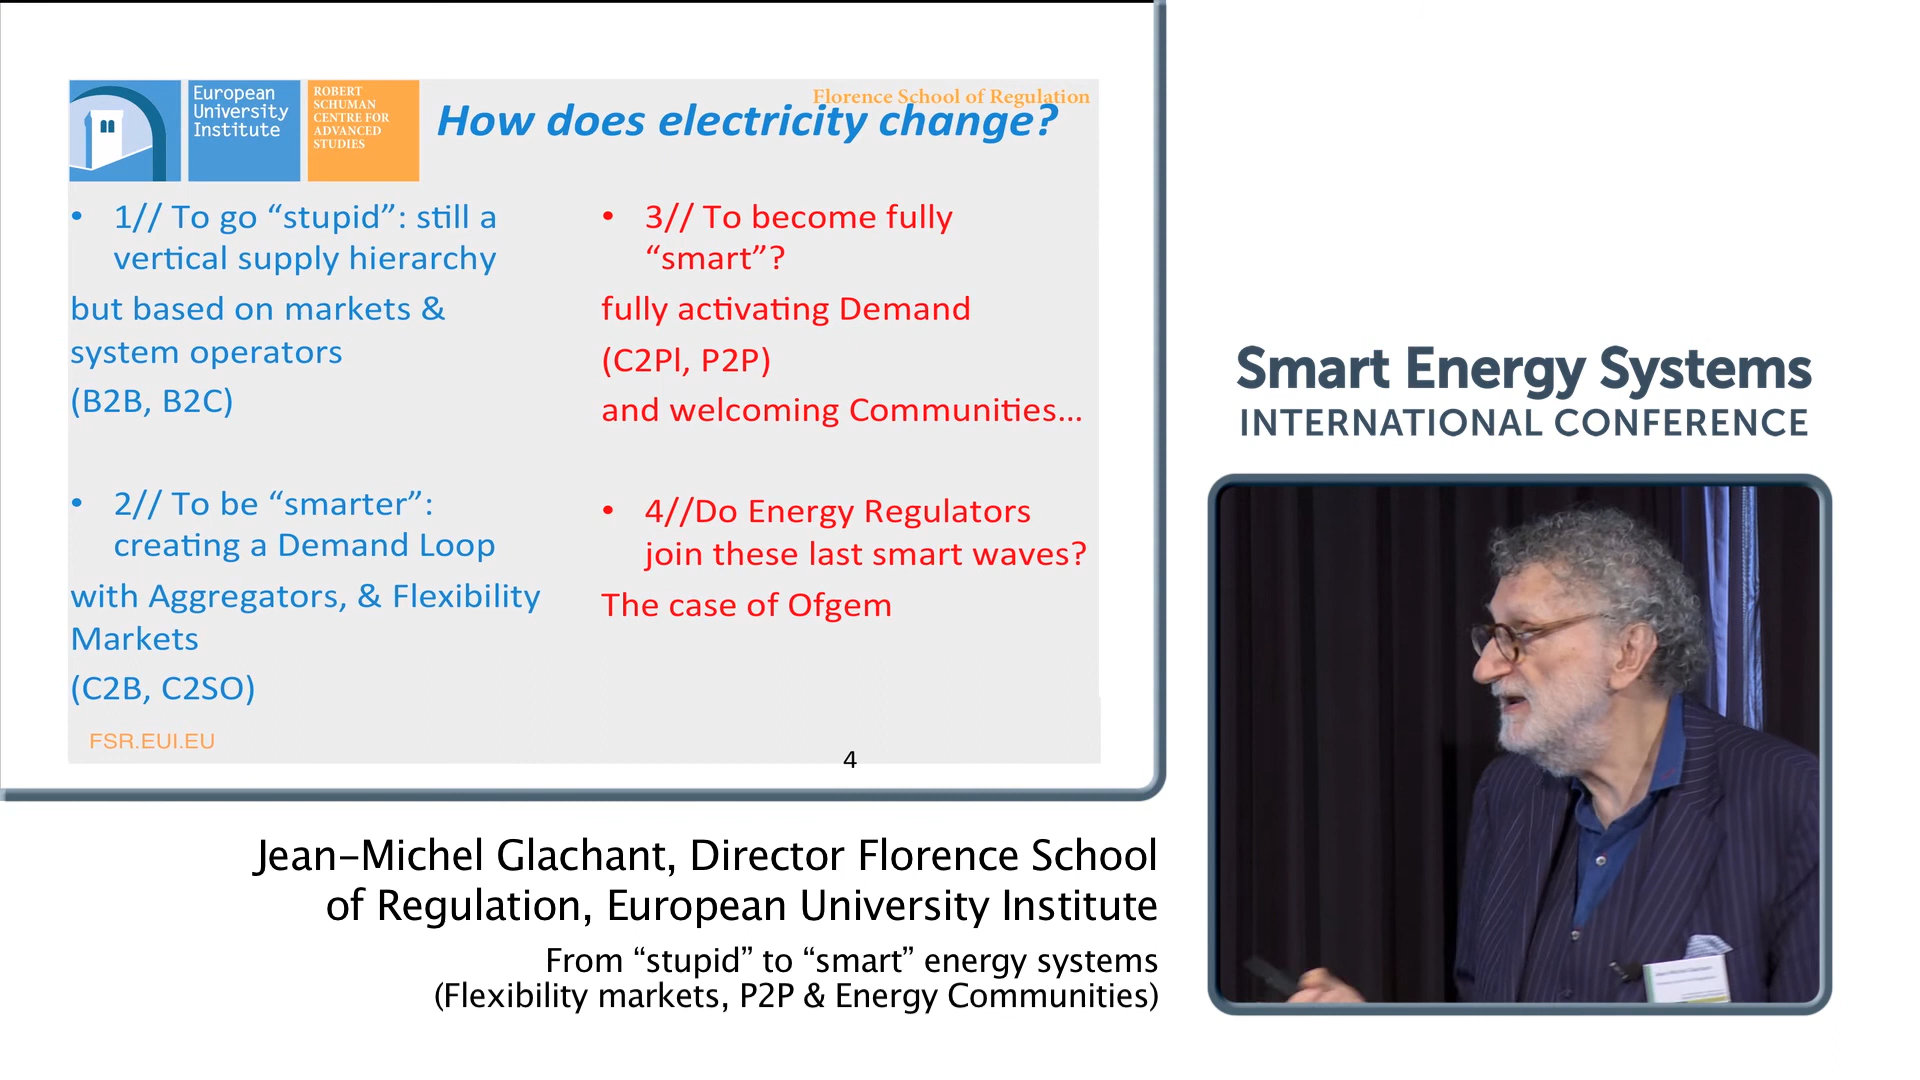 European
University
Institute
ROBERT
SCHUMAN
CENTRE FOR
ADVANCED
STUDIES
Florence School of Regulation
How does electricity change?
• 1// To go “stupid”: still a
vertical supply hierarchy
but based on markets &
system operators
(B2B, B2C)
• 2// To be “smarter”:
creating a Demand Loop
with Aggregators, & Flexibility
Markets
(C2B, C2SO)
• 3// To become fully
“smart”?
fully activating Demand
(C2Pl, P2P)
and welcoming Communities...
• 4//Do Energy Regulators
join these last smart waves?
The case of Ofgem
FSR.EUI.EU
4
Smart Energy Systems
INTERNATIONAL CONFERENCE
Jean-Michel Glachant, Director Florence School
of Regulation, European University Institute
From “stupid” to “smart” energy systems
(Flexibility markets, P2P & Energy Communities)